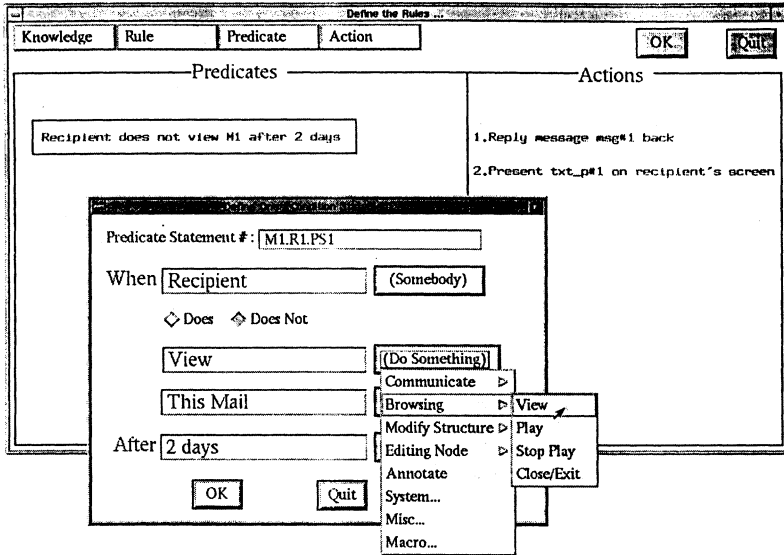 Define the Rules ...
Knowledge Rule Predicate Action OK Quit
Predicates Actions
Recipient does not view M1 after 2 days
1.Reply message msg#1 back
2.Present txt_p#1 on recipient's screen
Predicate Statement # : M1.R1.PS1
When Recipient (Somebody)
Does Does Not
View (Do Something)
This Mail
After 2 days
OK Quit
Communicate
Browsing
Modify Structure
Editing Node
Annotate
System...
Misc...
Macro...
View
Play
Stop Play
Close/Exit